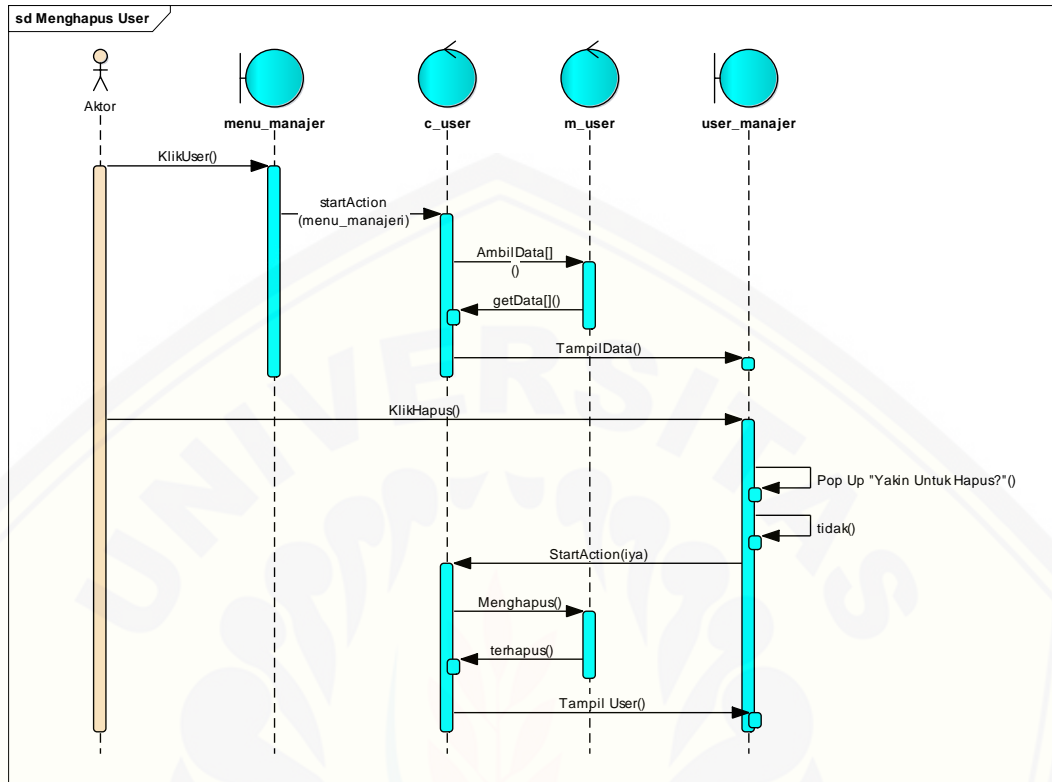 sd Menghapus User
Aktor
menu_manajer
c_user
m_user
user_manajer
KlikUser()
startAction
(menu_manajeri)
AmbilData[]
()
getData[]()
TampilData()
KlikHapus()
Pop Up "Yakin Untuk Hapus?"()
tidak()
StartAction(iya)
Menghapus()
terhapus()
Tampil User()
UNIVERSITAS